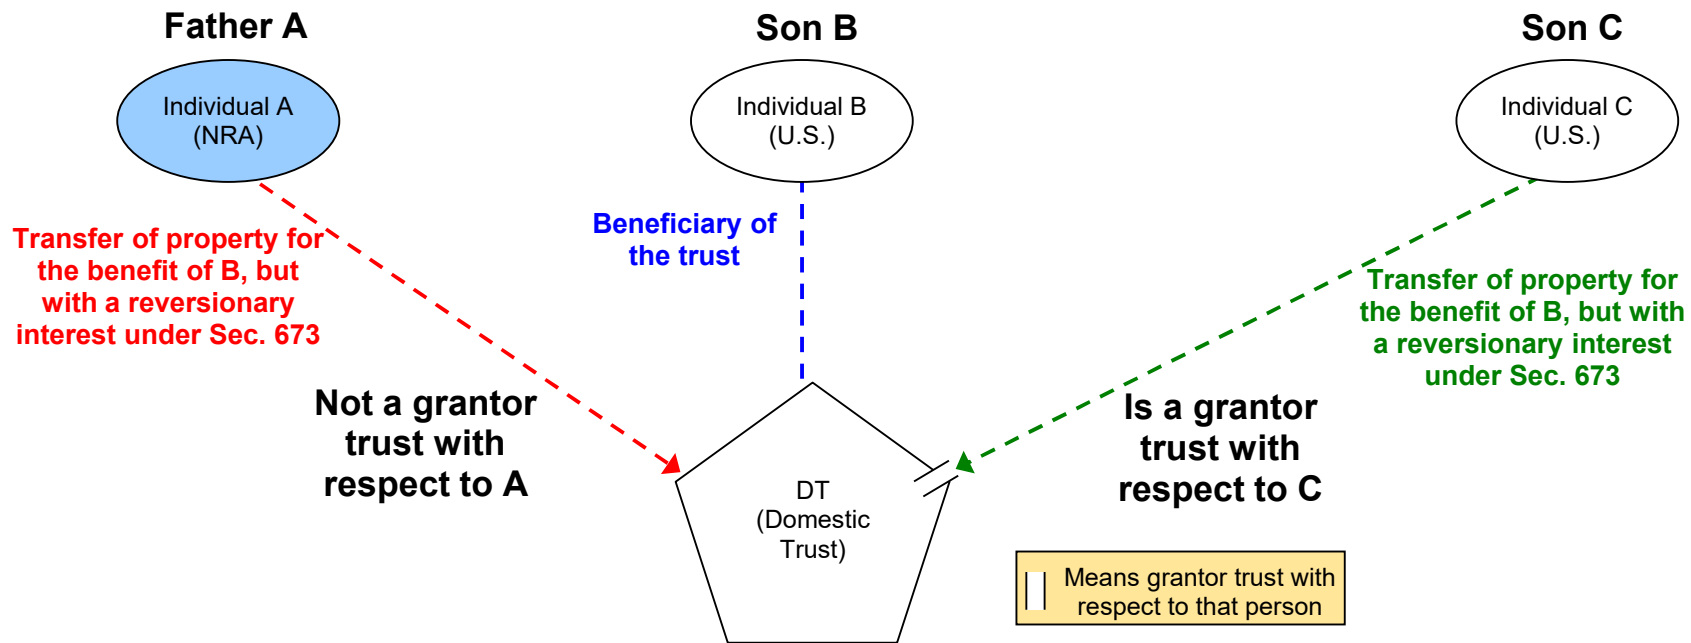 Father A
Son B
Son C
Individual A
(NRA)
Individual B
(U.S.)
Individual C
(U.S.)
Transfer of property for
the benefit of B, but
with a reversionary
interest under Sec. 673
Beneficiary of
the trust
Transfer of property for
the benefit of B, but with
a reversionary interest
under Sec. 673
Not a grantor
trust with
respect to A
Is a grantor
trust with
respect to C
DT
(Domestic
Trust)
Means grantor trust with
respect to that person